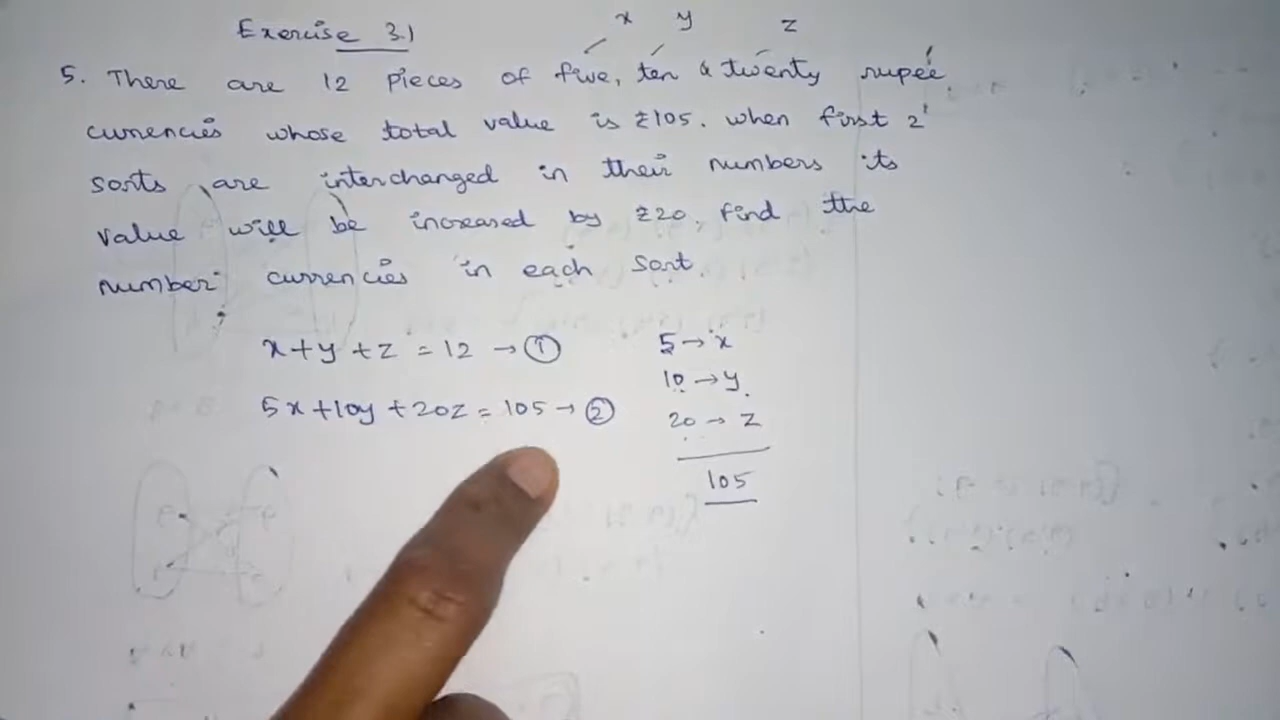 Exercise 3.1
x y z
5. There are 12 pieces of five, ten & twenty rupee
currencies whose total value is ₹105. when first 2
sorts are interchanged in their numbers its
value will be increased by ₹20, find the
number currencies in each sort.
x+y+z = 12 → ①
5x+10y+20z = 105 → ②
5 → x
10 → y
20 → z
105